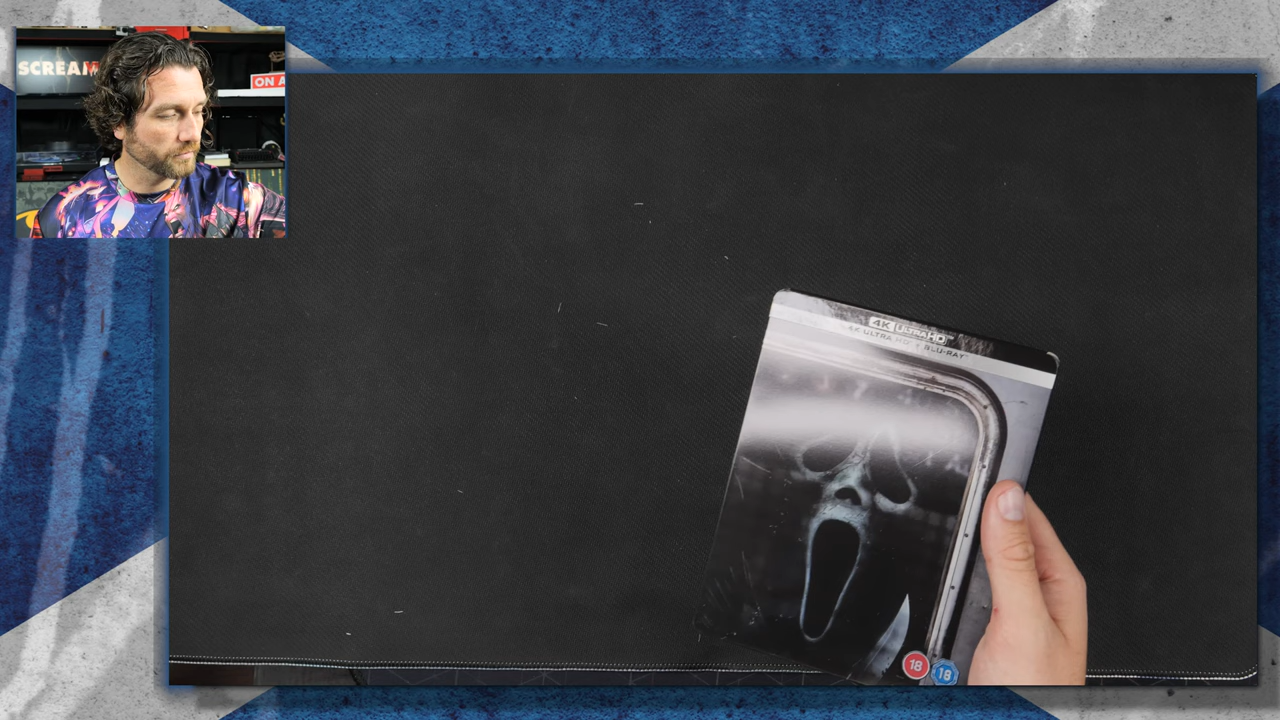 SCREAM
ON A
4K ULTRA HD
4K ULTRA HD + BLU-RAY
18
18